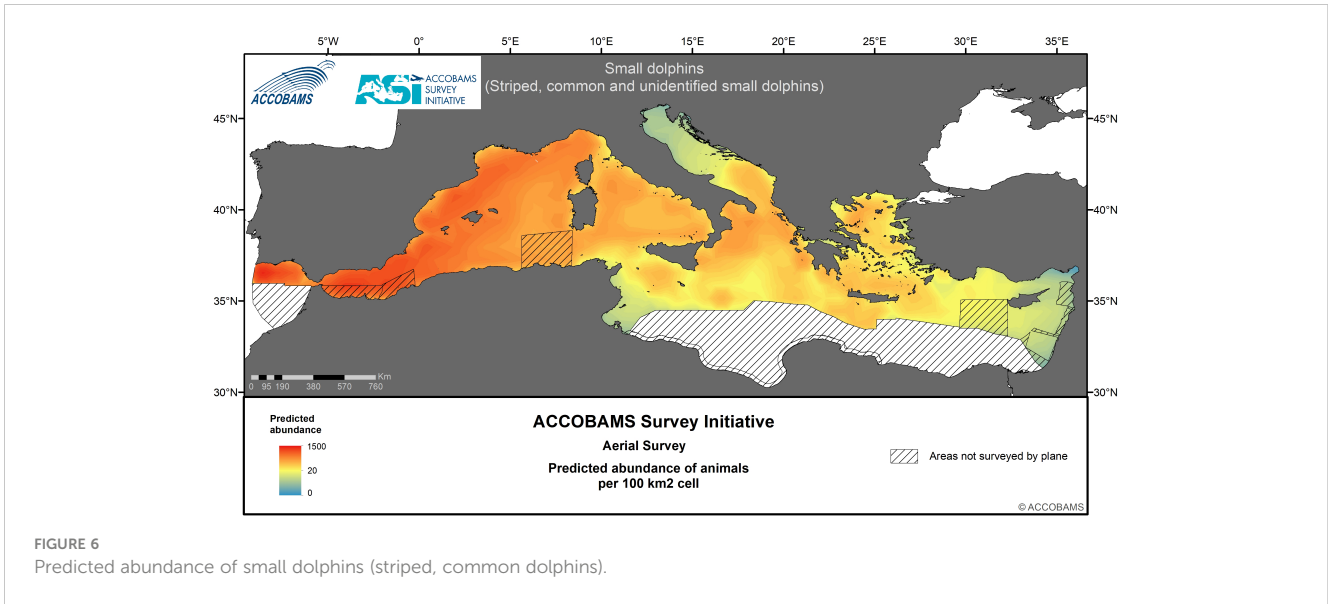 5°W 0° 5°E 10°E 15°E 20°E 25°E 30°E 35°E
ACCOBAMS
ASI ACCOBAMS
SURVEY
INITIATIVE
Small dolphins
(Striped, common and unidentified small dolphins)
45°N 45°N
40°N 40°N
35°N 35°N
30°N 30°N
Km
0 95 190 380 570 760
Predicted
abundance
1500
20
0
ACCOBAMS Survey Initiative
Aerial Survey
Predicted abundance of animals
per 100 km2 cell
Areas not surveyed by plane
© ACCOBAMS
FIGURE 6
Predicted abundance of small dolphins (striped, common dolphins).